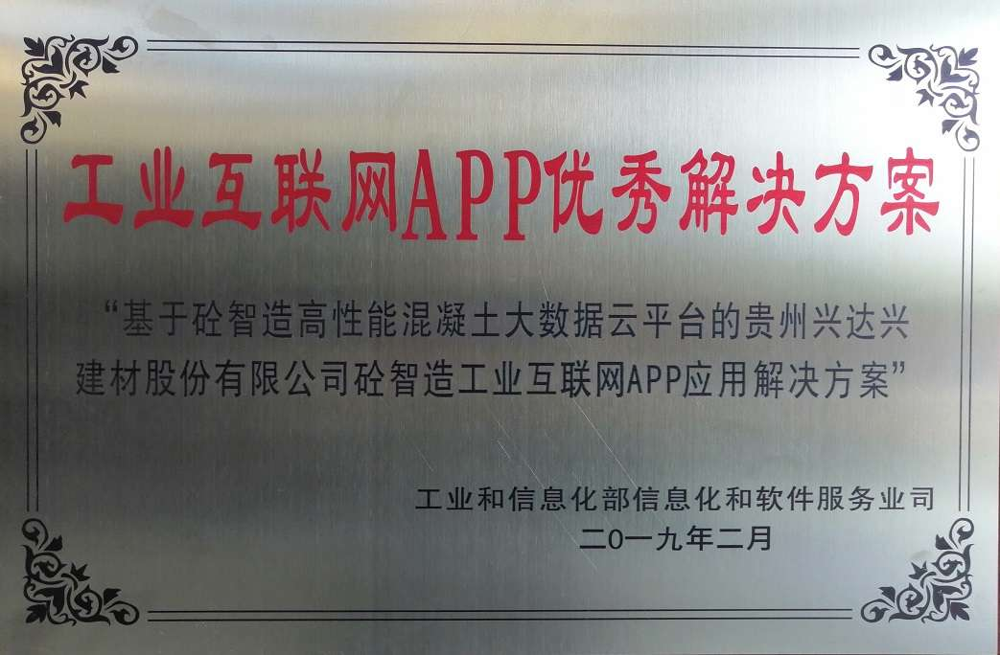 工业互联网APP优秀解决方案
“基于砼智造高性能混凝土大数据云平台的贵州兴达兴
建材股份有限公司砼智造工业互联网APP应用解决方案”
工业和信息化部信息化和软件服务业司
二0一九年二月